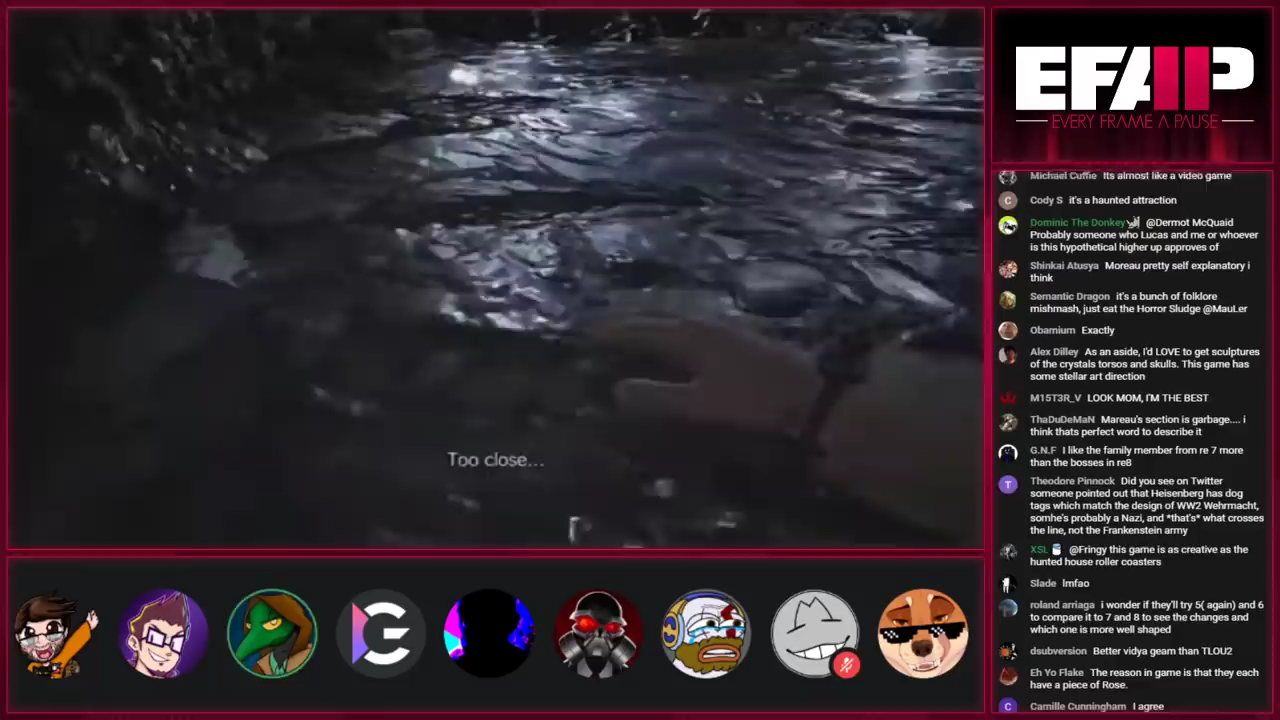 Too close...
EFAP
EVERY FRAME A PAUSE
Michael Cuffie Its almost like a video game
C Cody S it's a haunted attraction
Dominic The Donkey @Dermot McQuaid
Probably someone who Lucas and me or whoever
is this hypothetical higher up approves of
Shinkai Atusya Moreau pretty self explanatory i
think
Semantic Dragon it's a bunch of folklore
mishmash, just eat the Horror Sludge @MauLer
Obamium Exactly
Alex Dilley As an aside, I'd LOVE to get sculptures
of the crystals torsos and skulls. This game has
some stellar art direction
M15T3R_V LOOK MOM, I'M THE BEST
ThaDuDeMaN Mareau's section is garbage.... i
think thats perfect word to describe it
G.N.F I like the family member from re 7 more
than the bosses in re8
T Theodore Pinnock Did you see on Twitter
someone pointed out that Heisenberg has dog
tags which match the design of WW2 Wehrmacht,
somhe's probably a Nazi, and *that's* what crosses
the line, not the Frankenstein army
XSL @Fringy this game is as creative as the
hunted house roller coasters
Slade lmfao
roland arriaga i wonder if they'll try 5( again) and 6
to compare it to 7 and 8 to see the changes and
which one is more well shaped
dsubversion Better vidya geam than TLOU2
Eh Yo Flake The reason in game is that they each
have a piece of Rose.
C Camille Cunningham I agree